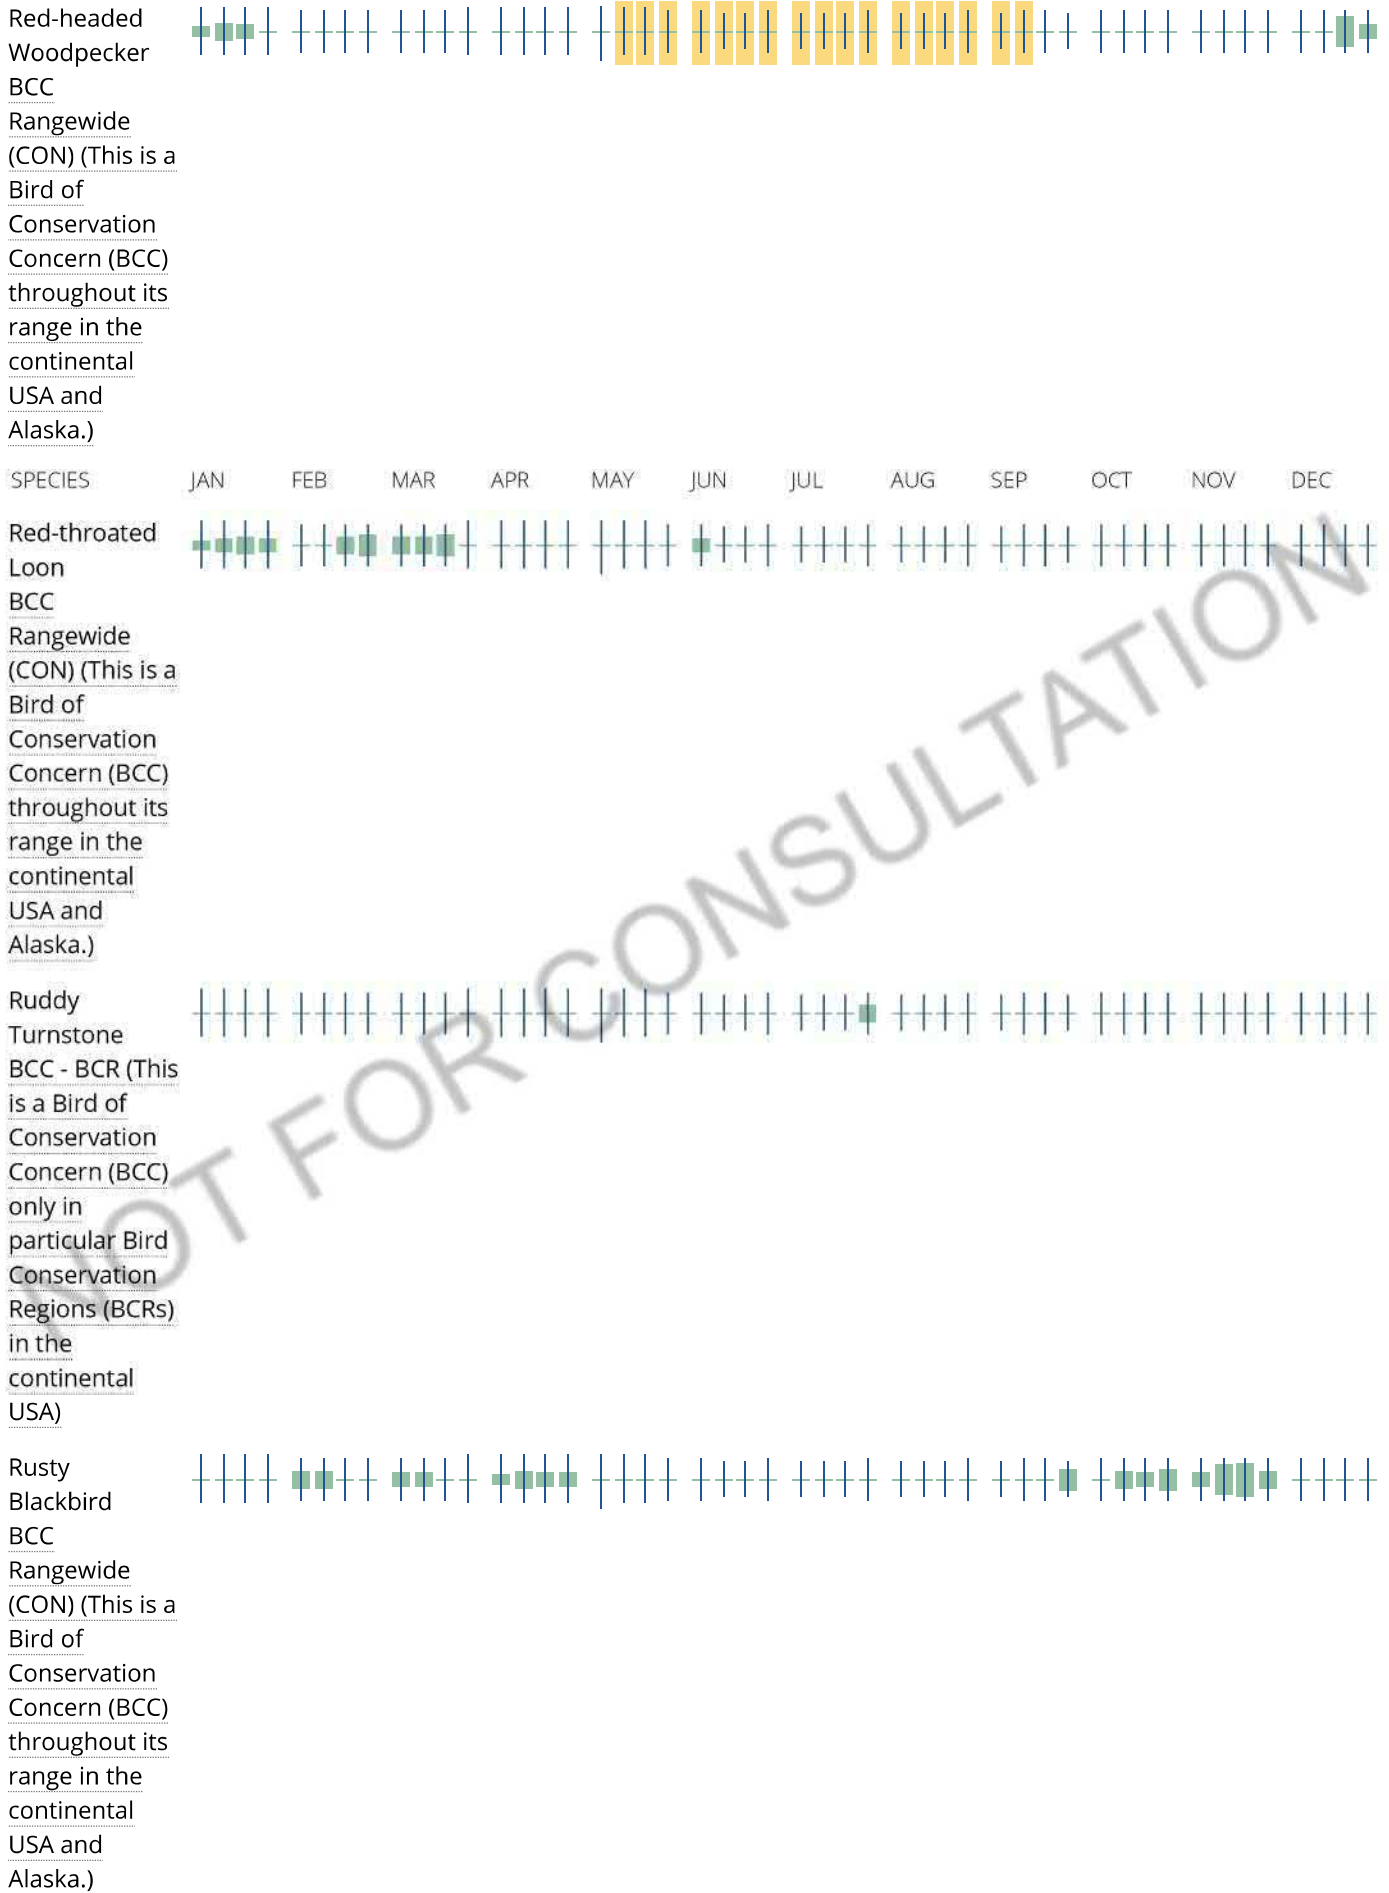 Red-headed
Woodpecker
BCC
Rangewide
(CON) (This is a
Bird of
Conservation
Concern (BCC)
throughout its
range in the
continental
USA and
Alaska.)
SPECIES JAN FEB MAR APR MAY JUN JUL AUG SEP OCT NOV DEC
Red-throated
Loon
BCC
Rangewide
(CON) (This is a
Bird of
Conservation
Concern (BCC)
throughout its
range in the
continental
USA and
Alaska.)
Ruddy
Turnstone
BCC - BCR (This
is a Bird of
Conservation
Concern (BCC)
only in
particular Bird
Conservation
Regions (BCRs)
in the
continental
USA)
Rusty
Blackbird
BCC
Rangewide
(CON) (This is a
Bird of
Conservation
Concern (BCC)
throughout its
range in the
continental
USA and
Alaska.)
NOT FOR CONSULTATION